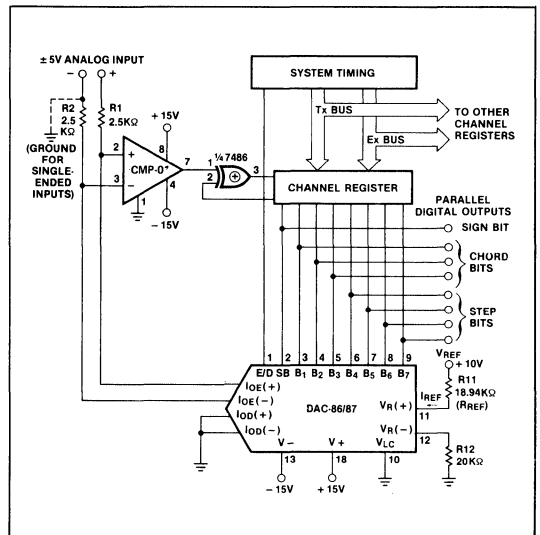 ± 5V ANALOG INPUT
− +
R2
2.5
KΩ
R1
2.5KΩ
(GROUND
FOR
SINGLE-
ENDED
INPUTS)
+ 15V
8
2
+
CMP-0*
7
3
−
4
1
− 15V
¼ 7486
1
2
3
SYSTEM TIMING
Tx BUS
Ex BUS
TO OTHER
CHANNEL
REGISTERS
CHANNEL REGISTER
PARALLEL
DIGITAL OUTPUTS
SIGN BIT
CHORD
BITS
STEP
BITS
1 2 3 4 5 6 7 8 9
E/D SB B1 B2 B3 B4 B5 B6 B7
VREF
+ 10V
R11
18.94KΩ
(RREF)
IREF
IOE(+)
IOE(−)
IOD(+)
IOD(−)
DAC-86/87
VR(+)
11
VR(−)
12
R12
20KΩ
V− V+ VLC
13 18 10
− 15V + 15V